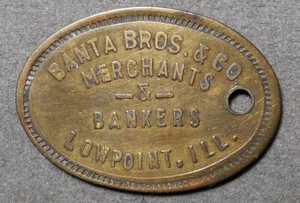 BANTA BROS. & CO.
MERCHANTS
-&-
BANKERS
LOWPOINT, ILL.